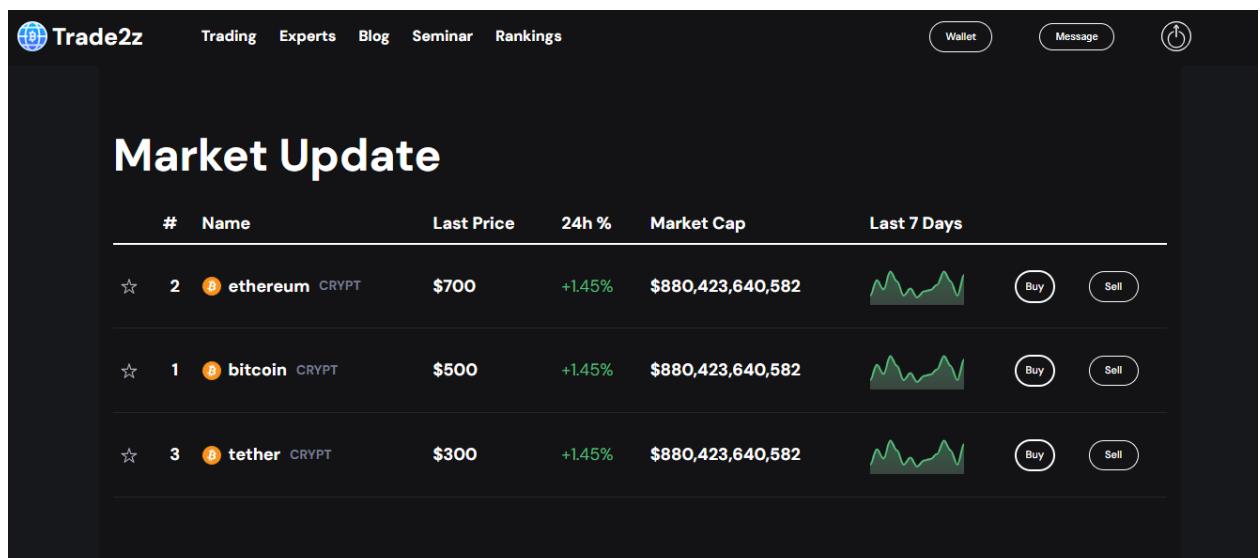 Trade2z Trading Experts Blog Seminar Rankings Wallet Message
Market Update
# Name Last Price 24h % Market Cap Last 7 Days
2 ethereum CRYPT $700 +1.45% $880,423,640,582 Buy Sell
1 bitcoin CRYPT $500 +1.45% $880,423,640,582 Buy Sell
3 tether CRYPT $300 +1.45% $880,423,640,582 Buy Sell